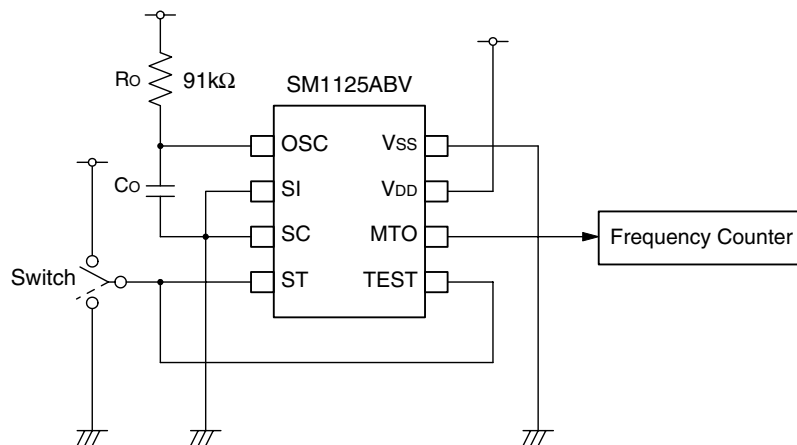 RO 91kΩ
SM1125ABV
OSC VSS
CO
SI VDD
SC MTO
Frequency Counter
Switch
ST TEST